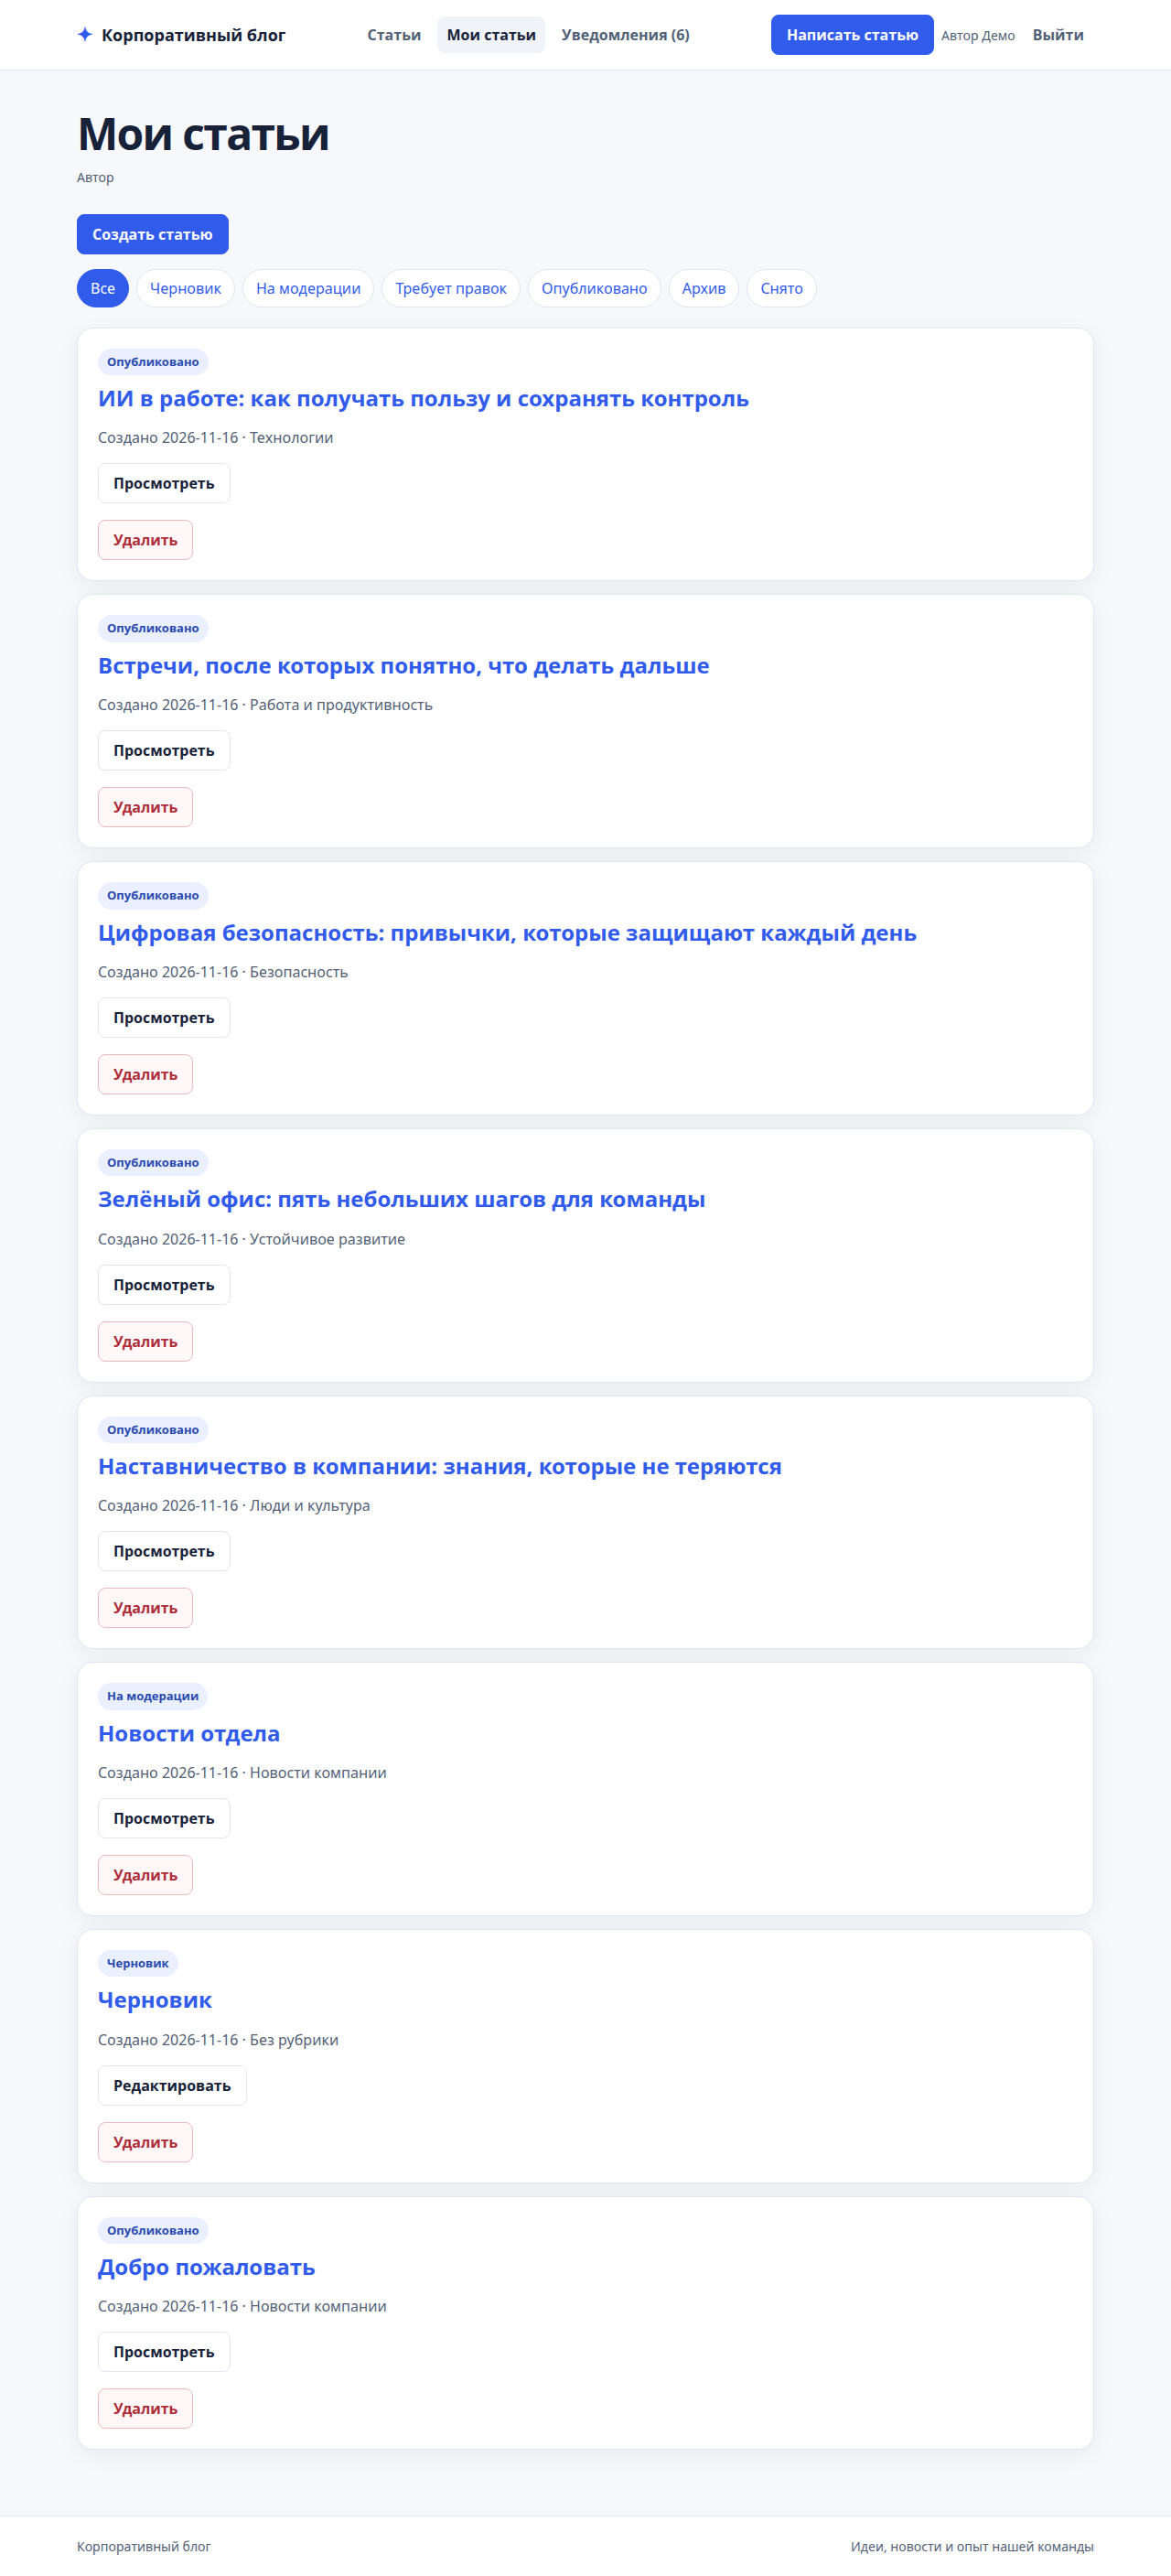 ✦ Корпоративный блог Статьи Мои статьи Уведомления (6) Написать статью Автор Демо Выйти
Мои статьи
Автор
Создать статью
Все Черновик На модерации Требует правок Опубликовано Архив Снято
Опубликовано
ИИ в работе: как получать пользу и сохранять контроль
Создано 2026-11-16 · Технологии
Просмотреть
Удалить
Опубликовано
Встречи, после которых понятно, что делать дальше
Создано 2026-11-16 · Работа и продуктивность
Просмотреть
Удалить
Опубликовано
Цифровая безопасность: привычки, которые защищают каждый день
Создано 2026-11-16 · Безопасность
Просмотреть
Удалить
Опубликовано
Зелёный офис: пять небольших шагов для команды
Создано 2026-11-16 · Устойчивое развитие
Просмотреть
Удалить
Опубликовано
Наставничество в компании: знания, которые не теряются
Создано 2026-11-16 · Люди и культура
Просмотреть
Удалить
На модерации
Новости отдела
Создано 2026-11-16 · Новости компании
Просмотреть
Удалить
Черновик
Черновик
Создано 2026-11-16 · Без рубрики
Редактировать
Удалить
Опубликовано
Добро пожаловать
Создано 2026-11-16 · Новости компании
Просмотреть
Удалить
Корпоративный блог Идеи, новости и опыт нашей команды